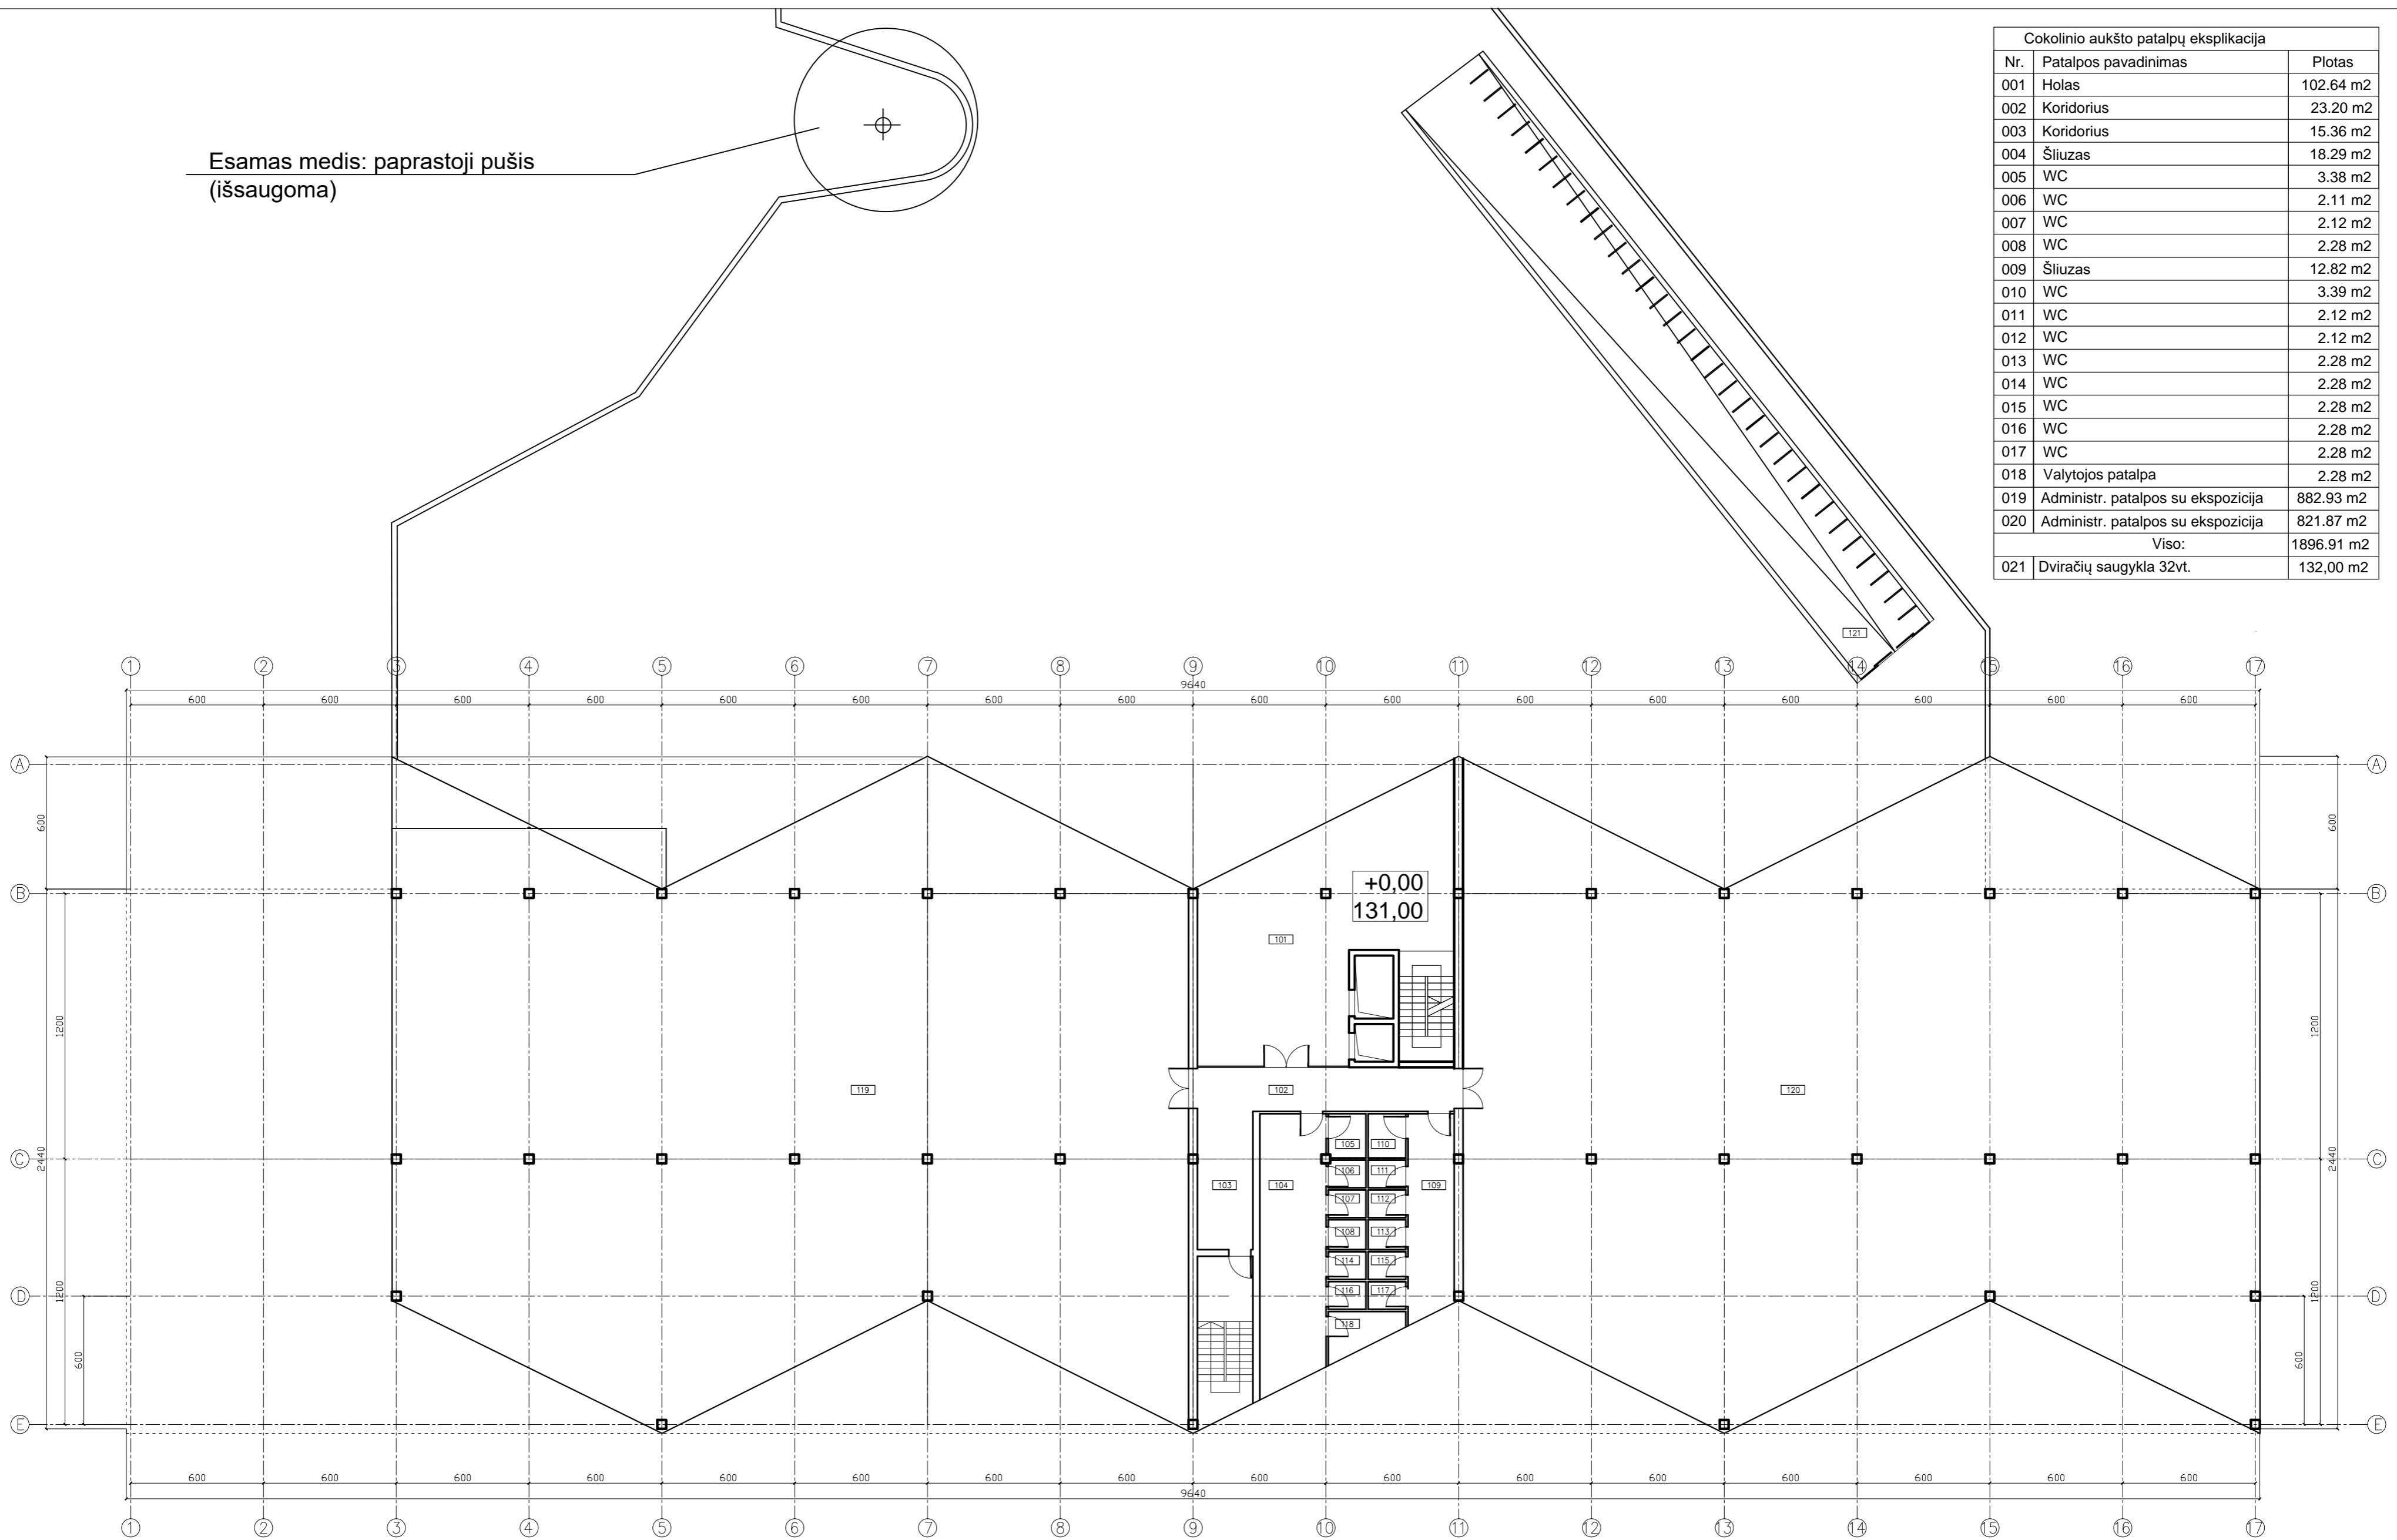 Cokolinio aukšto patalpų eksplikacija
Nr. Patalpos pavadinimas Plotas
001 Holas 102.64 m2
002 Koridorius 23.20 m2
003 Koridorius 15.36 m2
004 Šliuzas 18.29 m2
005 WC 3.38 m2
006 WC 2.11 m2
007 WC 2.12 m2
008 WC 2.28 m2
009 Šliuzas 12.82 m2
010 WC 3.39 m2
011 WC 2.12 m2
012 WC 2.12 m2
013 WC 2.28 m2
014 WC 2.28 m2
015 WC 2.28 m2
016 WC 2.28 m2
017 WC 2.28 m2
018 Valytojos patalpa 2.28 m2
019 Administr. patalpos su ekspozicija 882.93 m2
020 Administr. patalpos su ekspozicija 821.87 m2
Viso: 1896.91 m2
021 Dviračių saugykla 32vt. 132,00 m2
Esamas medis: paprastoji pušis
(išsaugoma)
121
1 2 3 4 5 6 7 8 9 10 11 12 13 14 15 16 17
9640
600 600 600 600 600 600 600 600 600 600 600 600 600 600 600 600
A A
600 600
B B
+0,00
131,00
101
1200 1200
119 102 120
105 110
C C
2440 2440
106 111
103 104 109
107 112
108 113
114 115
D D
1200 1200
116 117
118
600 600
E E
600 600 600 600 600 600 600 600 600 600 600 600 600 600 600 600
9640
1 2 3 4 5 6 7 8 9 10 11 12 13 14 15 16 17